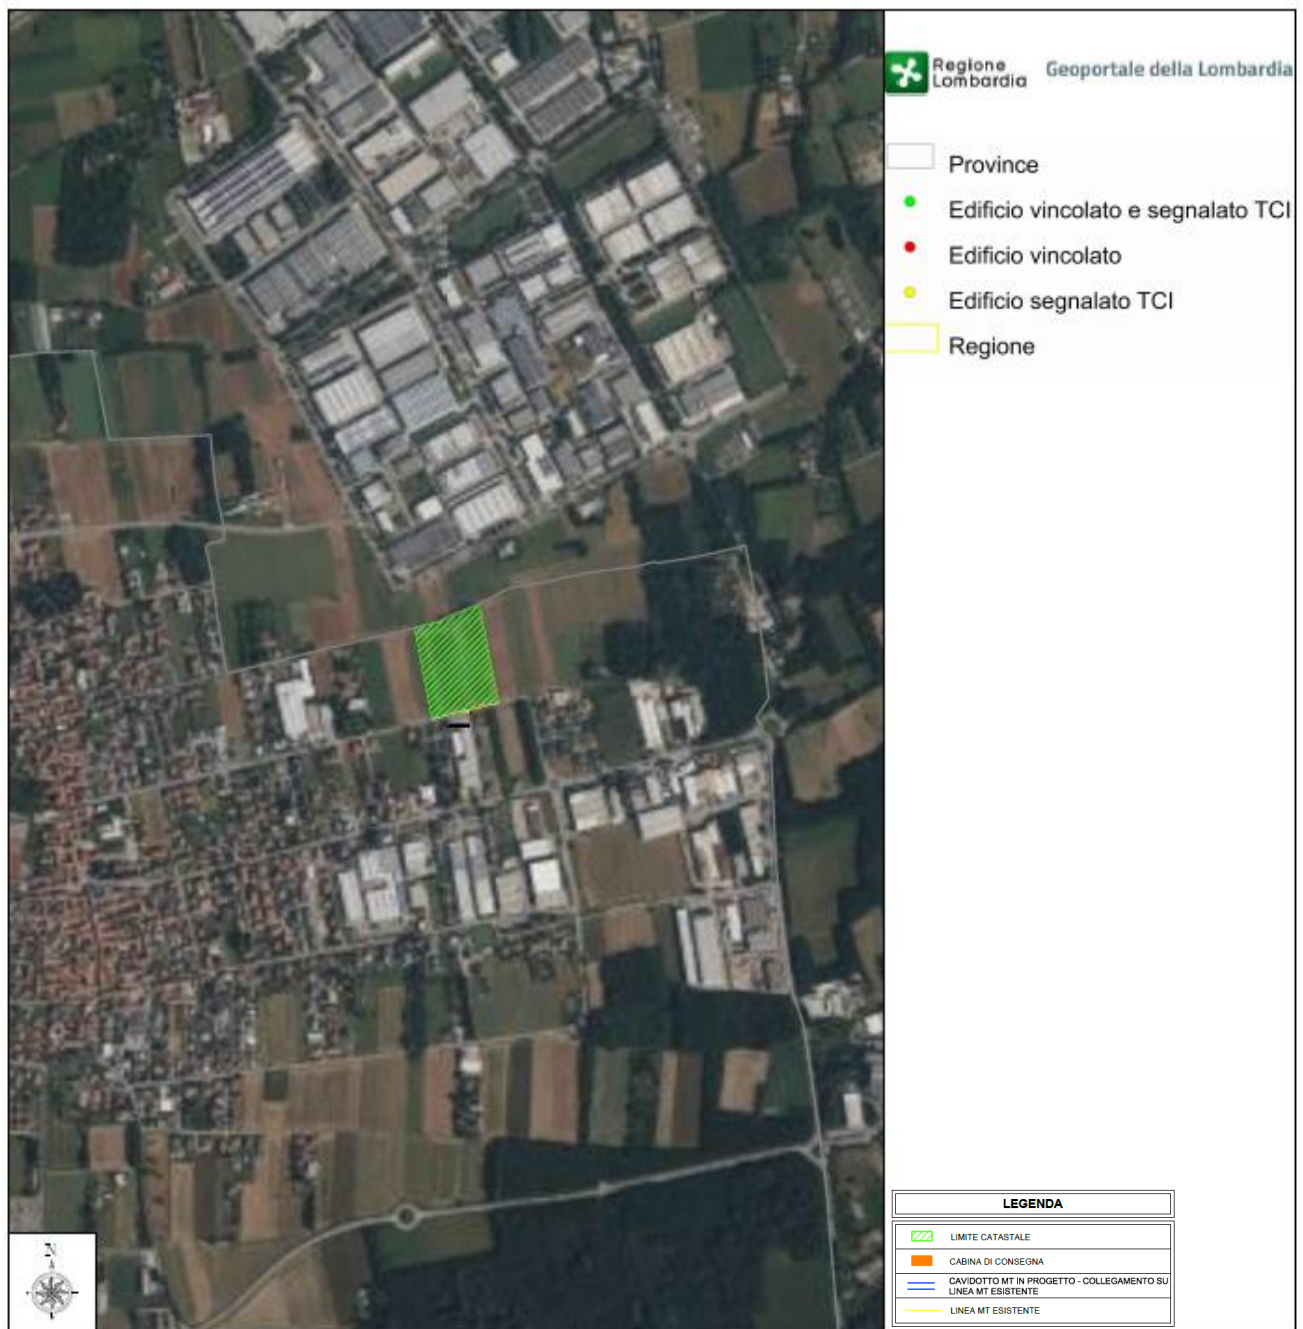 Regione
Lombardia
Geoportale della Lombardia
Province
Edificio vincolato e segnalato TCI
Edificio vincolato
Edificio segnalato TCI
Regione
N
LEGENDA
LIMITE CATASTALE
CABINA DI CONSEGNA
CAVIDOTTO MT IN PROGETTO - COLLEGAMENTO SU
LINEA MT ESISTENTE
LINEA MT ESISTENTE